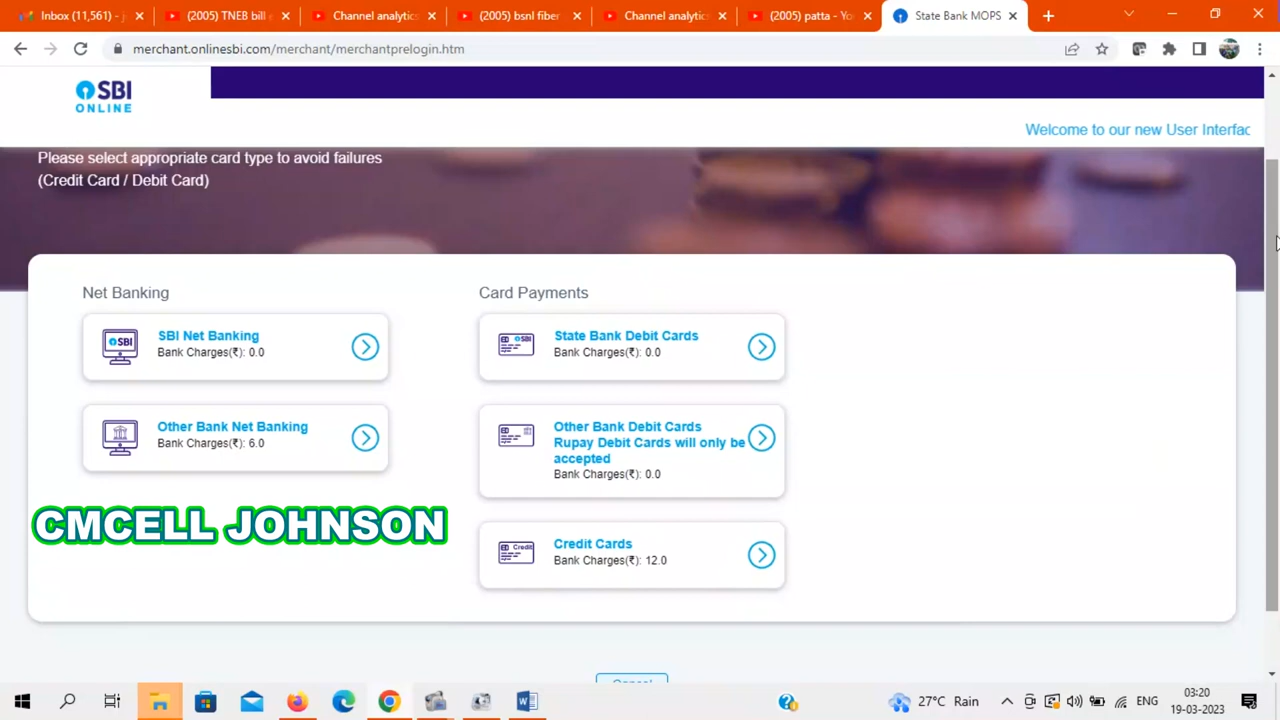 Inbox (11,561) - j
(2005) TNEB bill e
Channel analytics
(2005) bsnl fiber
Channel analytics
(2005) patta - Yo
State Bank MOPS
merchant.onlinesbi.com/merchant/merchantprelogin.htm
SBI
ONLINE
Welcome to our new User Interfac
Please select appropriate card type to avoid failures
(Credit Card / Debit Card)
Net Banking
SBI Net Banking
Bank Charges(₹): 0.0
Other Bank Net Banking
Bank Charges(₹): 6.0
Card Payments
State Bank Debit Cards
Bank Charges(₹): 0.0
Other Bank Debit Cards
Rupay Debit Cards will only be
accepted
Bank Charges(₹): 0.0
Credit Cards
Bank Charges(₹): 12.0
CMCELL JOHNSON
27°C Rain
ENG
03:20
19-03-2023